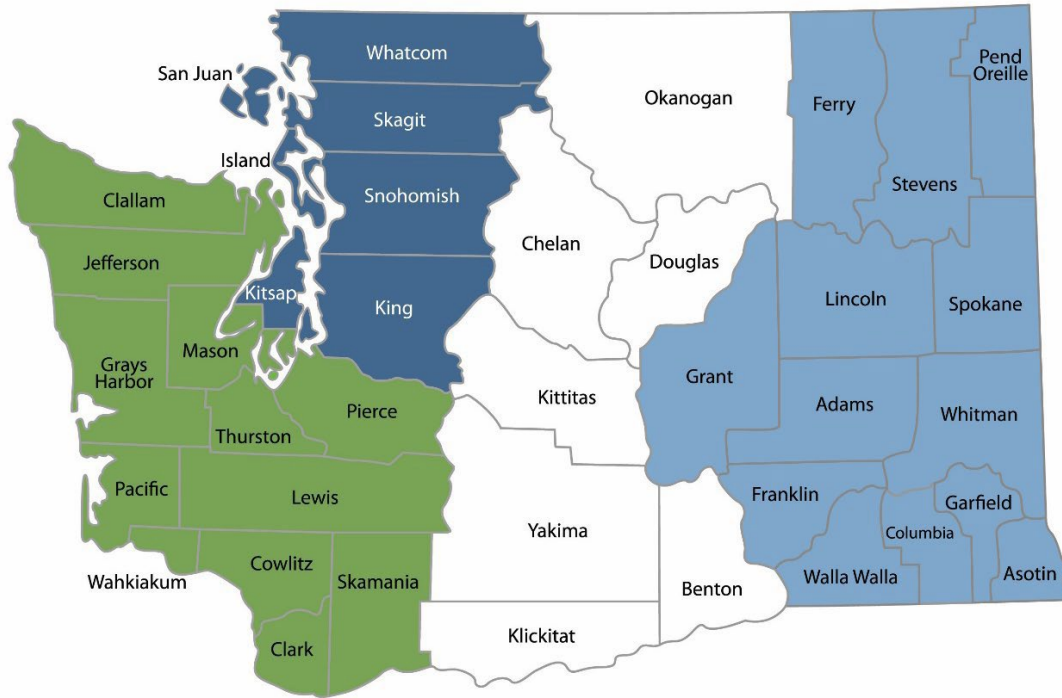 Whatcom
San Juan
Skagit
Island
Snohomish
Clallam
Jefferson
Kitsap
King
Mason
Grays
Harbor
Pierce
Thurston
Pacific
Lewis
Wahkiakum
Cowlitz
Skamania
Clark
Okanogan
Chelan
Douglas
Kittitas
Yakima
Klickitat
Benton
Ferry
Stevens
Pend
Oreille
Lincoln
Spokane
Grant
Adams
Whitman
Franklin
Columbia
Garfield
Walla Walla
Asotin